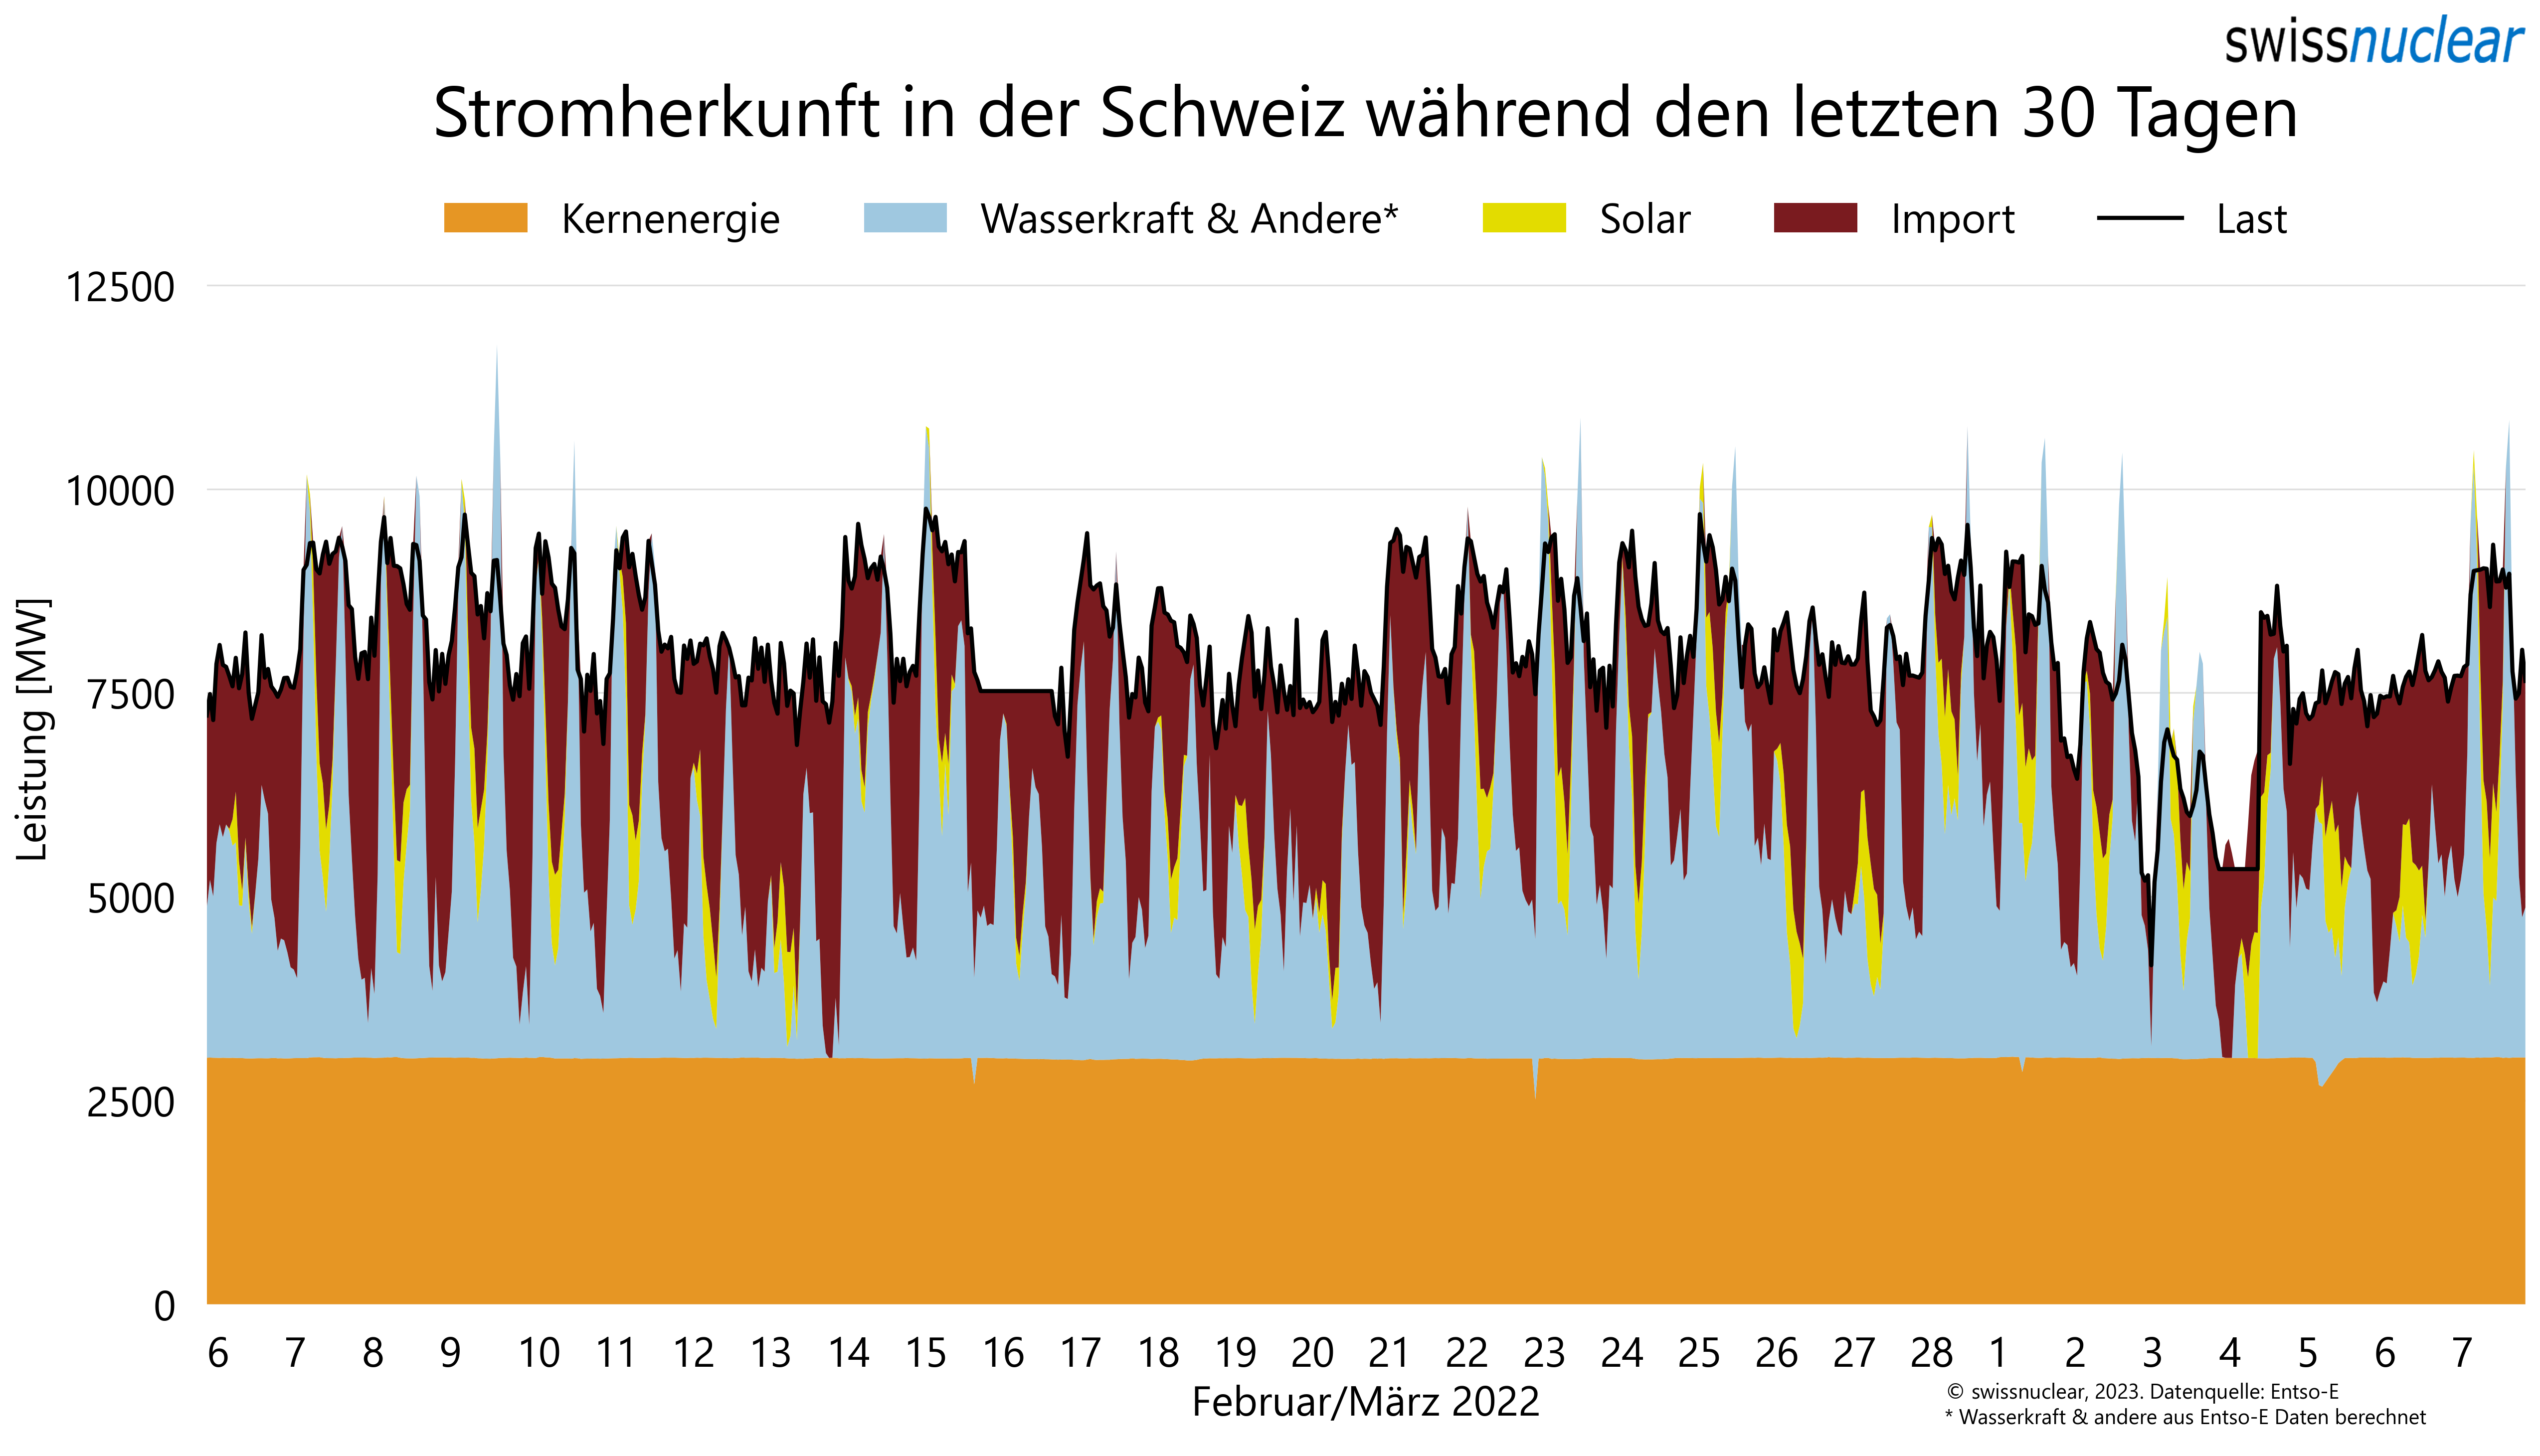 swissnuclear
Stromherkunft in der Schweiz während den letzten 30 Tagen
Kernenergie Wasserkraft & Andere* Solar Import Last
12500
10000
7500
5000
2500
0
Leistung [MW]
6 7 8 9 10 11 12 13 14 15 16 17 18 19 20 21 22 23 24 25 26 27 28 1 2 3 4 5 6 7
Februar/März 2022
© swissnuclear, 2023. Datenquelle: Entso-E
* Wasserkraft & andere aus Entso-E Daten berechnet